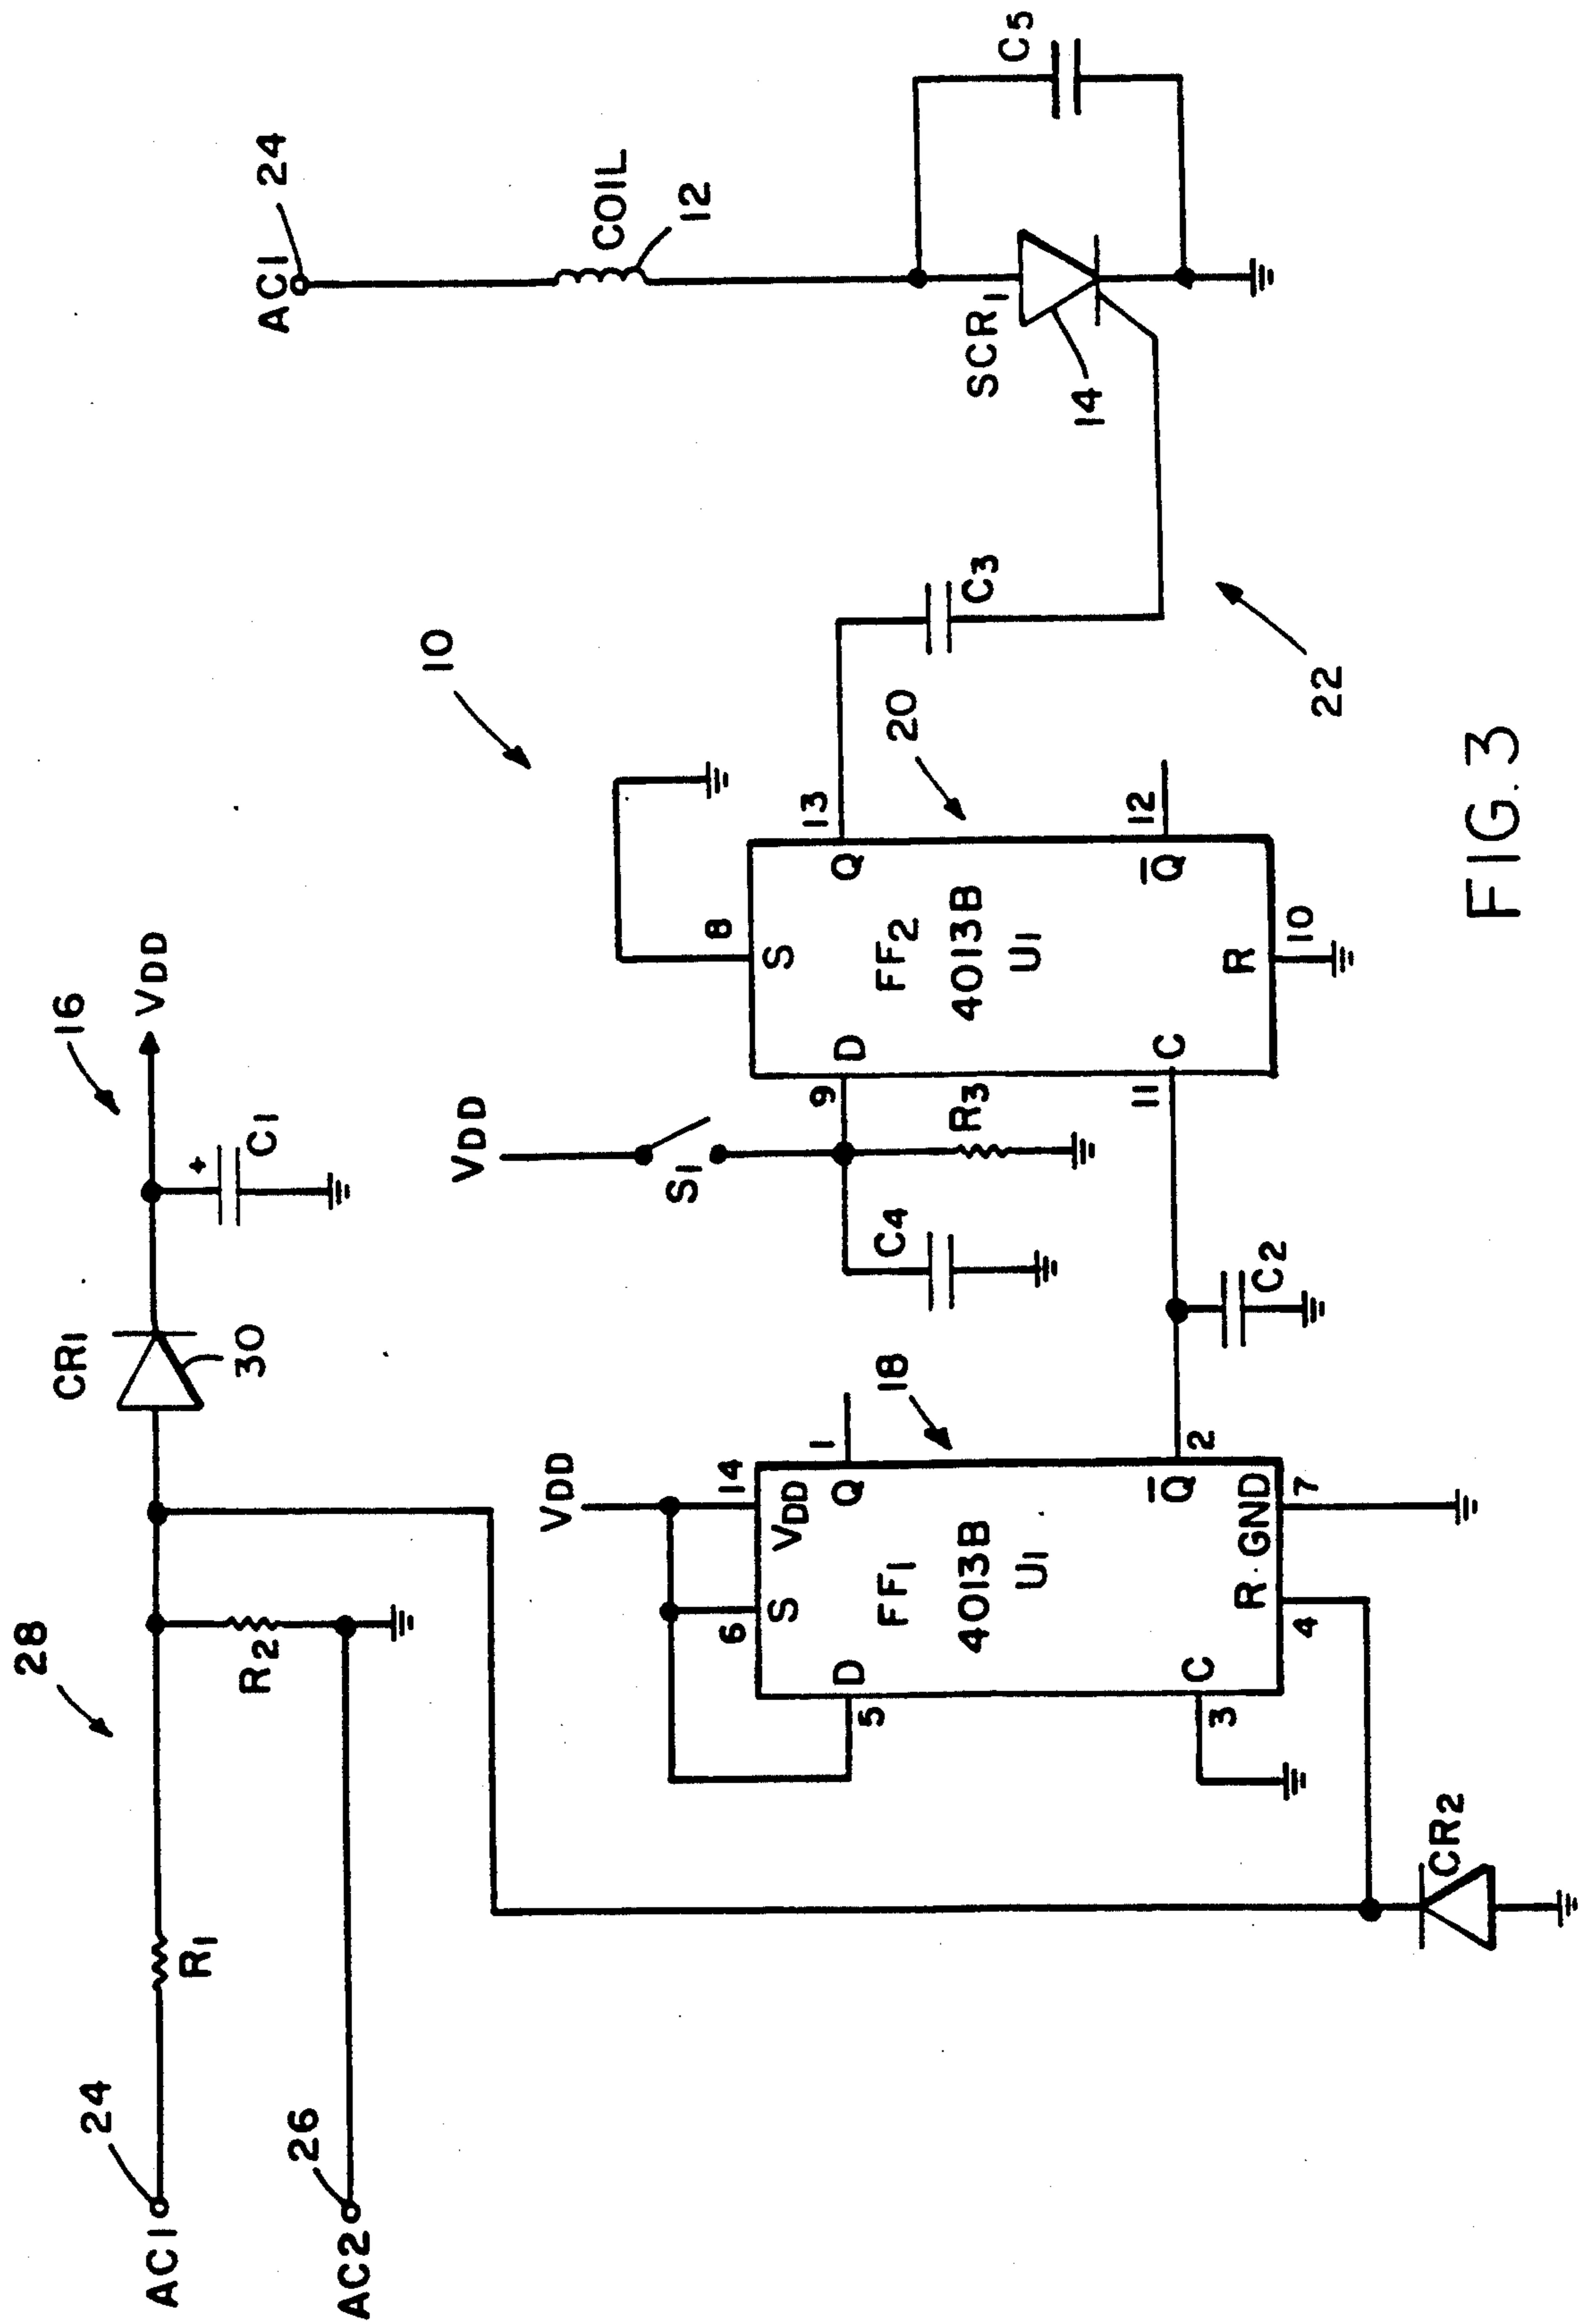 28
16
AC1
24
R1
R2
CR1
30
+
C1
VDD
AC2
26
10
AC1
24
COIL
12
VDD
VDD
S1
S
8
D
9
Q
13
FF2
4013B
U1
C
11
R
10
Q̅
12
20
C4
R3
C3
SCR1
14
C5
18
14
VDD
6
S
5
D
1
Q
FF1
4013B
U1
3
C
4
R
GND
7
Q̅
2
C2
CR2
22
FIG. 3